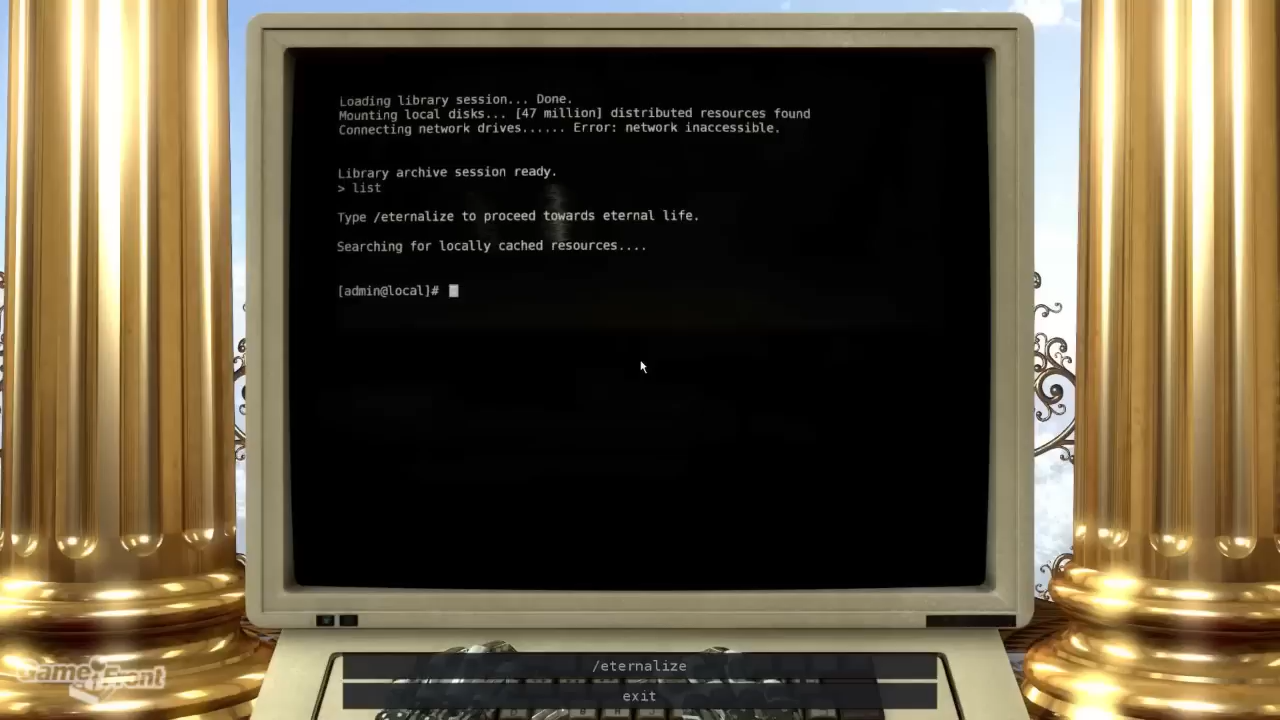 Loading library session... Done.
Mounting local disks... [47 million] distributed resources found
Connecting network drives...... Error: network inaccessible.
Library archive session ready.
> list
Type /eternalize to proceed towards eternal life.
Searching for locally cached resources....
[admin@local]#
/eternalize
exit
GameFront